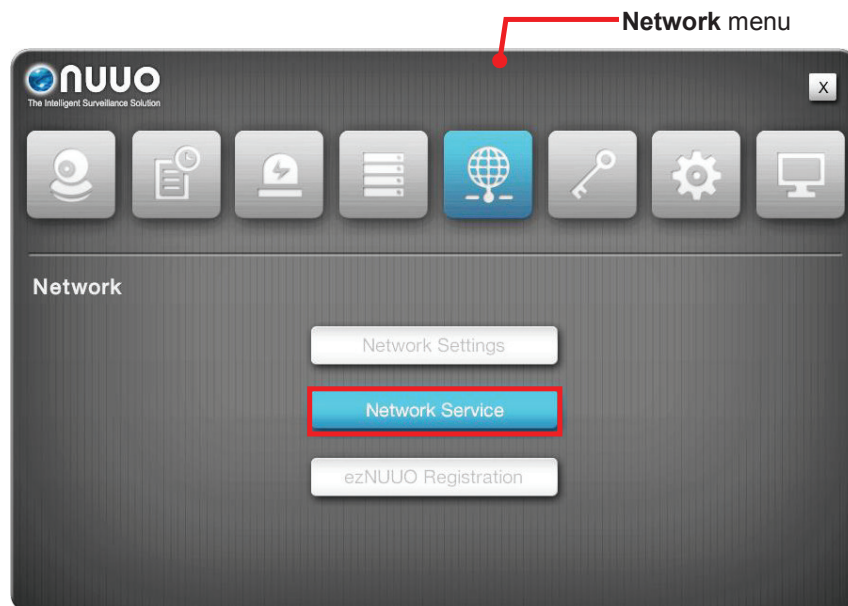 Network menu
nuuo
The Intelligent Surveillance Solution
X
Network
Network Settings
Network Service
ezNUUO Registration